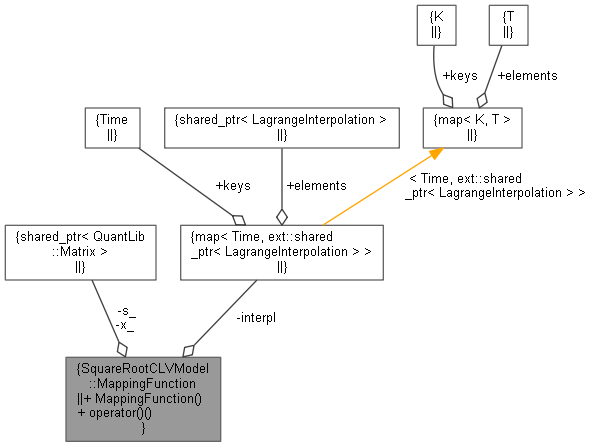 {K
||}
{T
||}
+keys
+elements
{Time
||}
{shared_ptr< LagrangeInterpolation >
||}
{map< K, T >
||}
+keys
+elements
< Time, ext::shared
_ptr< LagrangeInterpolation > >
{shared_ptr< QuantLib
::Matrix >
||}
{map< Time, ext::shared
_ptr< LagrangeInterpolation > >
||}
-s_
-x_
-interpl
{SquareRootCLVModel
::MappingFunction
||+ MappingFunction()
+ operator()()
}